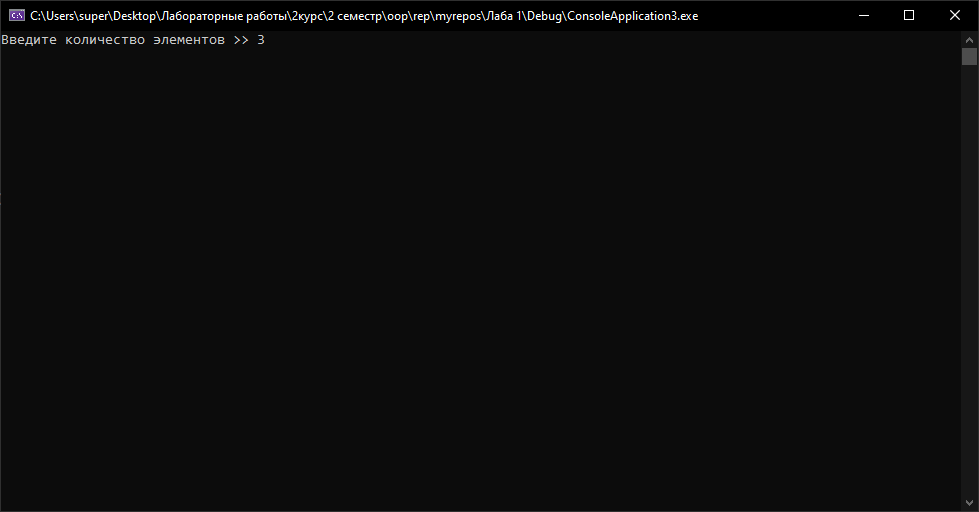 C:\Users\super\Desktop\Лабораторные работы\2курс\2 семестр\oop\rep\myrepos\Лаба 1\Debug\ConsoleApplication3.exe
Введите количество элементов >> 3